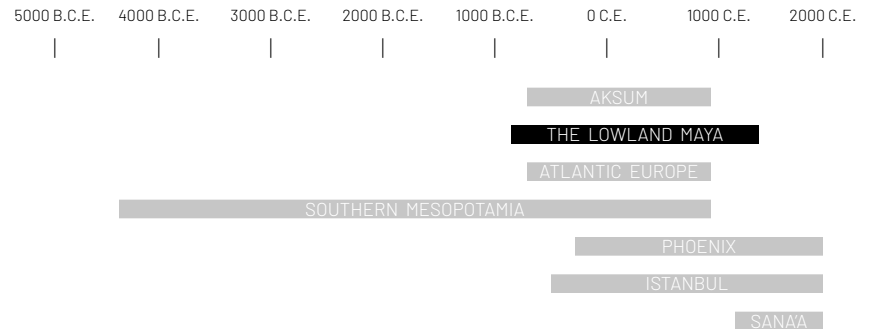 5000 B.C.E. 4000 B.C.E. 3000 B.C.E. 2000 B.C.E. 1000 B.C.E. 0 C.E. 1000 C.E. 2000 C.E.
AKSUM
THE LOWLAND MAYA
ATLANTIC EUROPE
SOUTHERN MESOPOTAMIA
PHOENIX
ISTANBUL
SANA'A